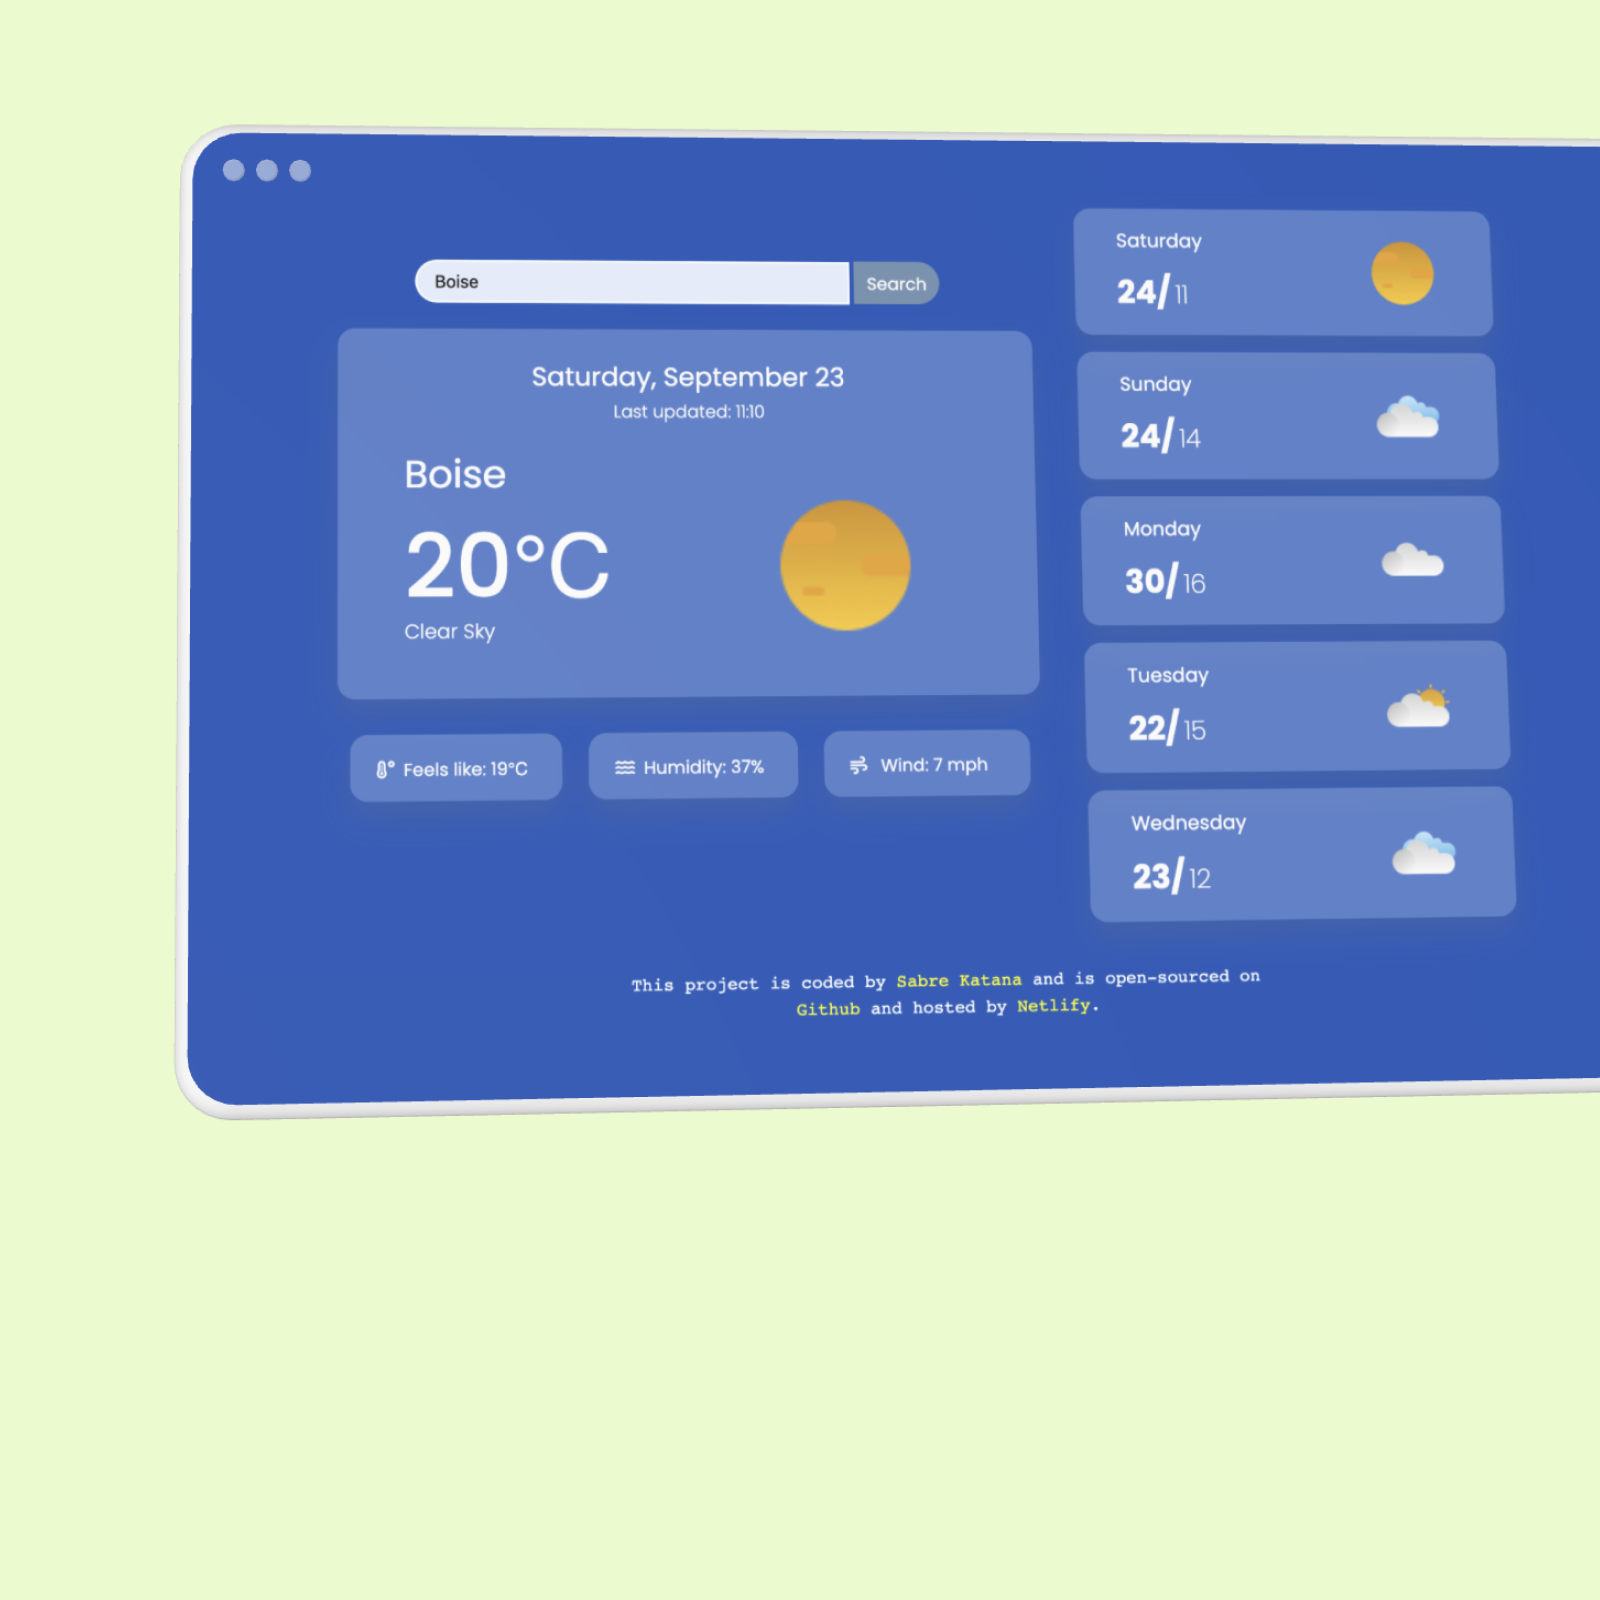 Boise
Search
Saturday, September 23
Last updated: 11:10
Boise
20°C
Clear Sky
Feels like: 19°C
Humidity: 37%
Wind: 7 mph
Saturday
24/ 11
Sunday
24/ 14
Monday
30/ 16
Tuesday
22/ 15
Wednesday
23/ 12
This project is coded by Sabre Katana and is open-sourced on
Github and hosted by Netlify.